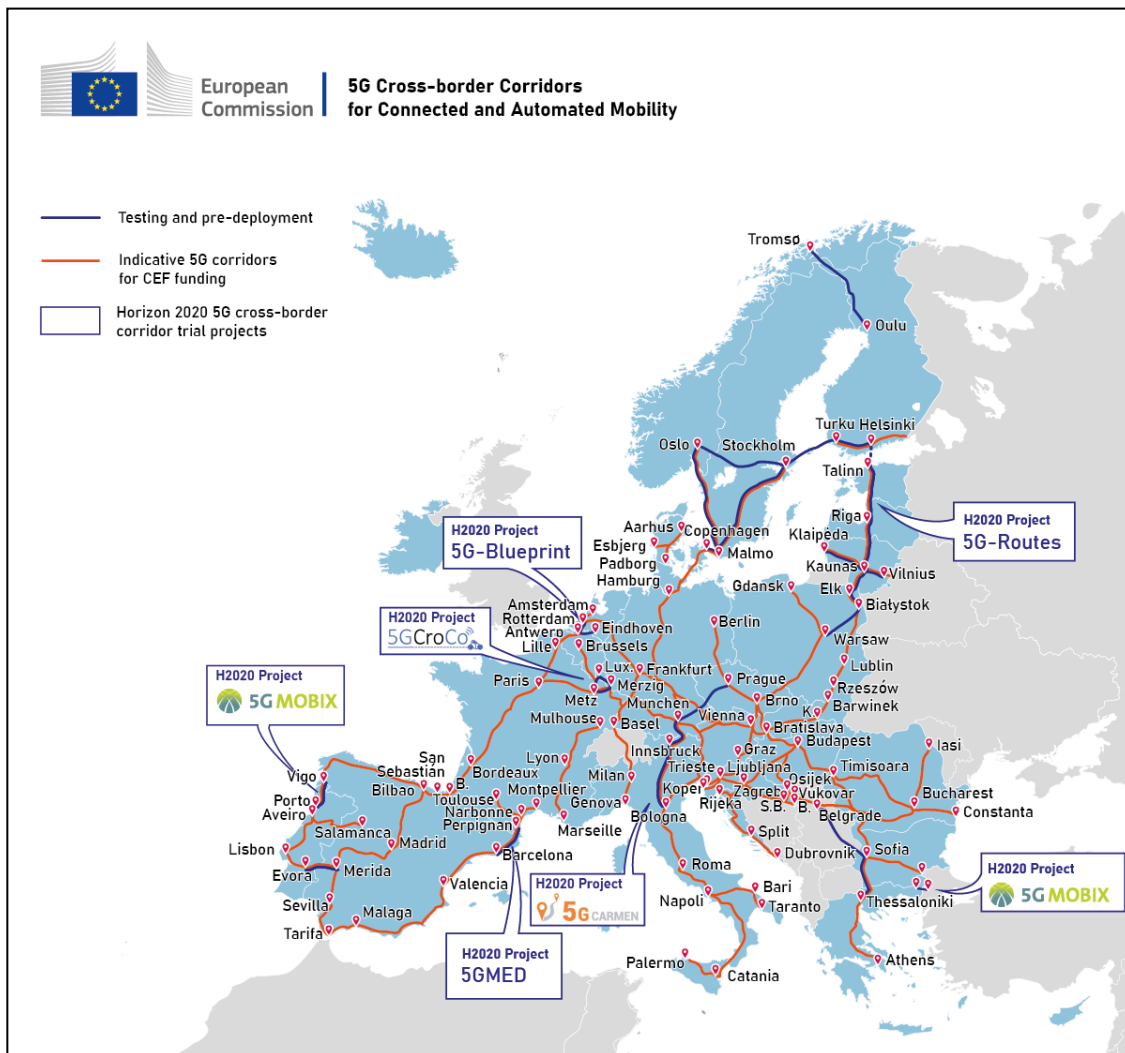 European
Commission
5G Cross-border Corridors
for Connected and Automated Mobility
Testing and pre-deployment
Indicative 5G corridors
for CEF funding
Horizon 2020 5G cross-border
corridor trial projects
Tromsø
Oulu
Turku Helsinki
Oslo
Stockholm
Talinn
Riga
H2020 Project
5G-Routes
H2020 Project
5G-Blueprint
Aarhus
Copenhagen
Esbjerg
Malmo
Padborg
Hamburg
Klaipėda
Kaunas
Vilnius
Gdansk
Elk
Białystok
Amsterdam
Rotterdam
Antwerp
Eindhoven
Lille
Brussels
Berlin
Warsaw
H2020 Project
5GCroCo
Lux.
Frankfurt
Prague
Lublin
Paris
Merzig
Metz
Munchen
Brno
Rzeszów
Barwinek
K.
H2020 Project
5G MOBIX
Mulhouse
Basel
Vienna
Bratislava
Budapest
Innsbruck
Graz
Iasi
Vigo
San
Sebastián
Bilbao
B.
Bordeaux
Lyon
Milan
Trieste
Ljubljana
Timisoara
Porto
Aveiro
Toulouse
Montpellier
Genova
Koper
Zagreb
Osijek
Vukovar
Bucharest
Narbonne
Perpignan
Marseille
Bologna
Rijeka
S.B.
B.
Belgrade
Constanta
Salamanca
Madrid
Lisbon
Split
Sofia
Evora
Merida
Barcelona
Roma
Dubrovnik
Valencia
H2020 Project
5G CARMEN
Bari
Thessaloniki
H2020 Project
5G MOBIX
Sevilla
Malaga
Napoli
Taranto
Tarifa
H2020 Project
5GMED
Palermo
Catania
Athens